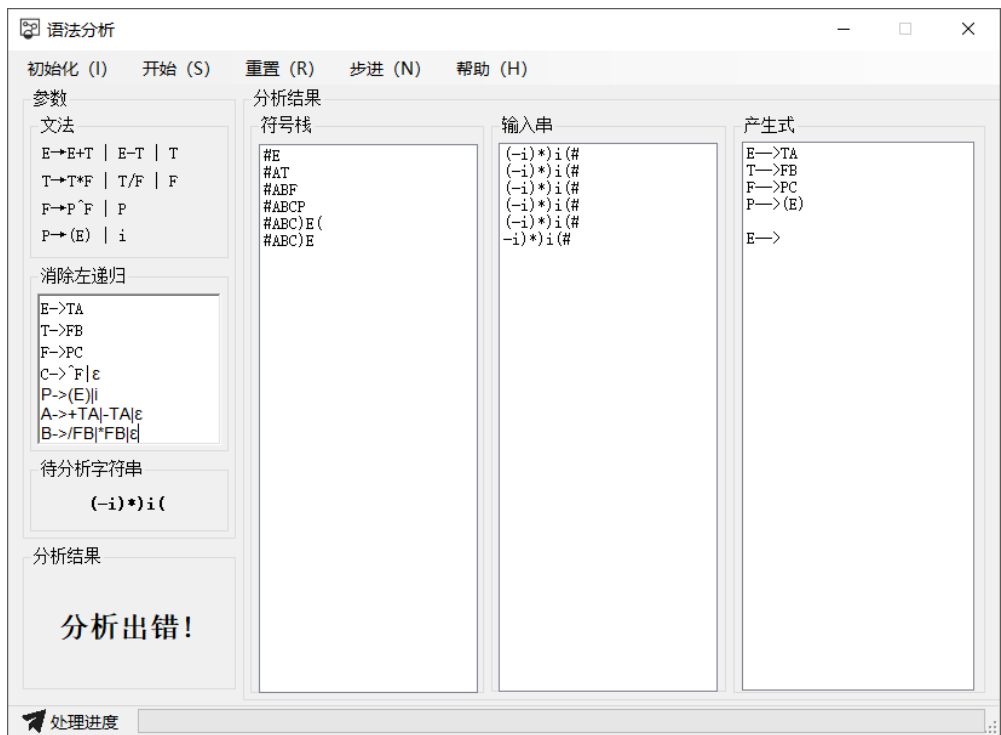 语法分析
初始化 (I) 开始 (S) 重置 (R) 步进 (N) 帮助 (H)
参数
文法
E→E+T | E-T | T
T→T*F | T/F | F
F→P^F | P
P→(E) | i
消除左递归
E->TA
T->FB
F->PC
C->^F|ε
P->(E)|i
A->+TA|-TA|ε
B->/FB|*FB|ε
待分析字符串
(-i)*)i(
分析结果
分析出错!
分析结果
符号栈
#E
#AT
#ABF
#ABCP
#ABC)E(
#ABC)E
输入串
(-i)*)i(#
(-i)*)i(#
(-i)*)i(#
(-i)*)i(#
(-i)*)i(#
-i)*)i(#
产生式
E—>TA
T—>FB
F—>PC
P—>(E)
E—>
处理进度